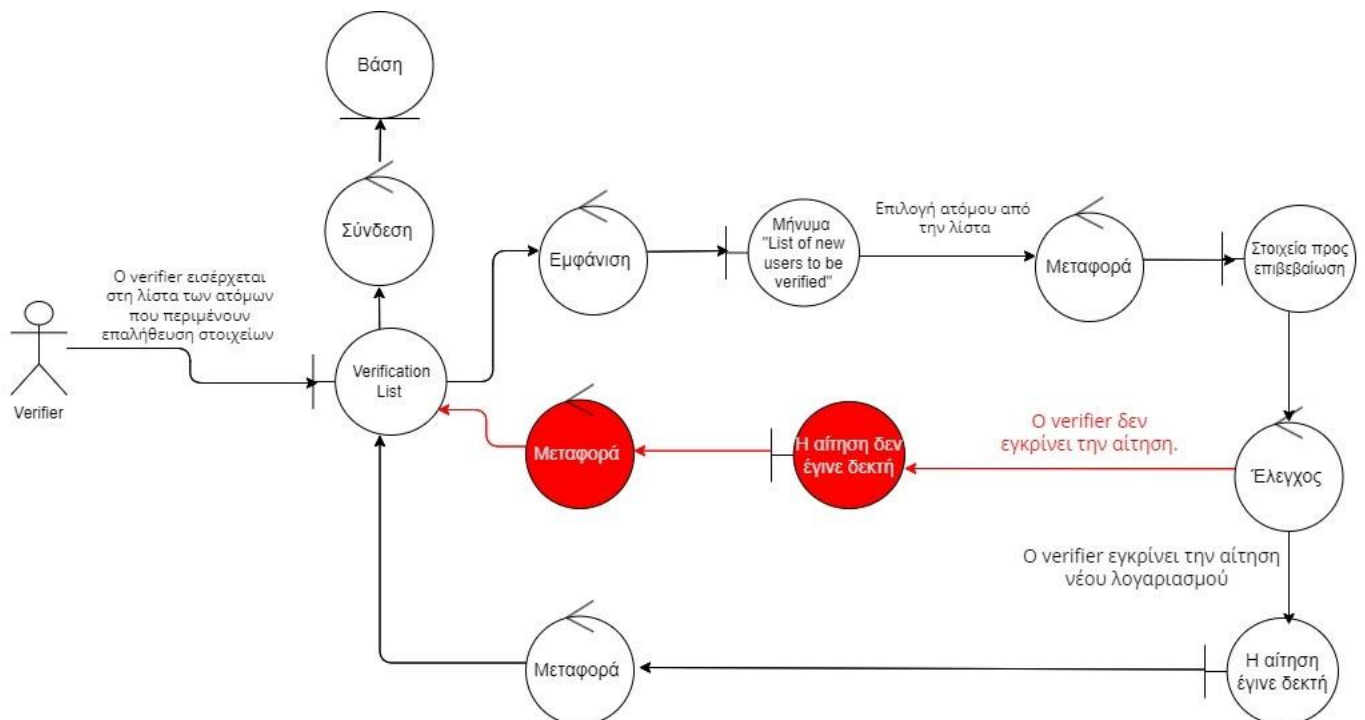 Βάση
Σύνδεση
Ο verifier εισέρχεται
στη λίστα των ατόμων
που περιμένουν
επαλήθευση στοιχείων
Verifier
Verification
List
Εμφάνιση
Μήνυμα
"List of new
users to be
verified"
Επιλογή ατόμου από
την λίστα
Μεταφορά
Στοιχεία προς
επιβεβαίωση
Ο verifier δεν
εγκρίνει την αίτηση.
Έλεγχος
Η αίτηση δεν
έγινε δεκτή
Μεταφορά
Ο verifier εγκρίνει την αίτηση
νέου λογαριασμού
Η αίτηση
έγινε δεκτή
Μεταφορά